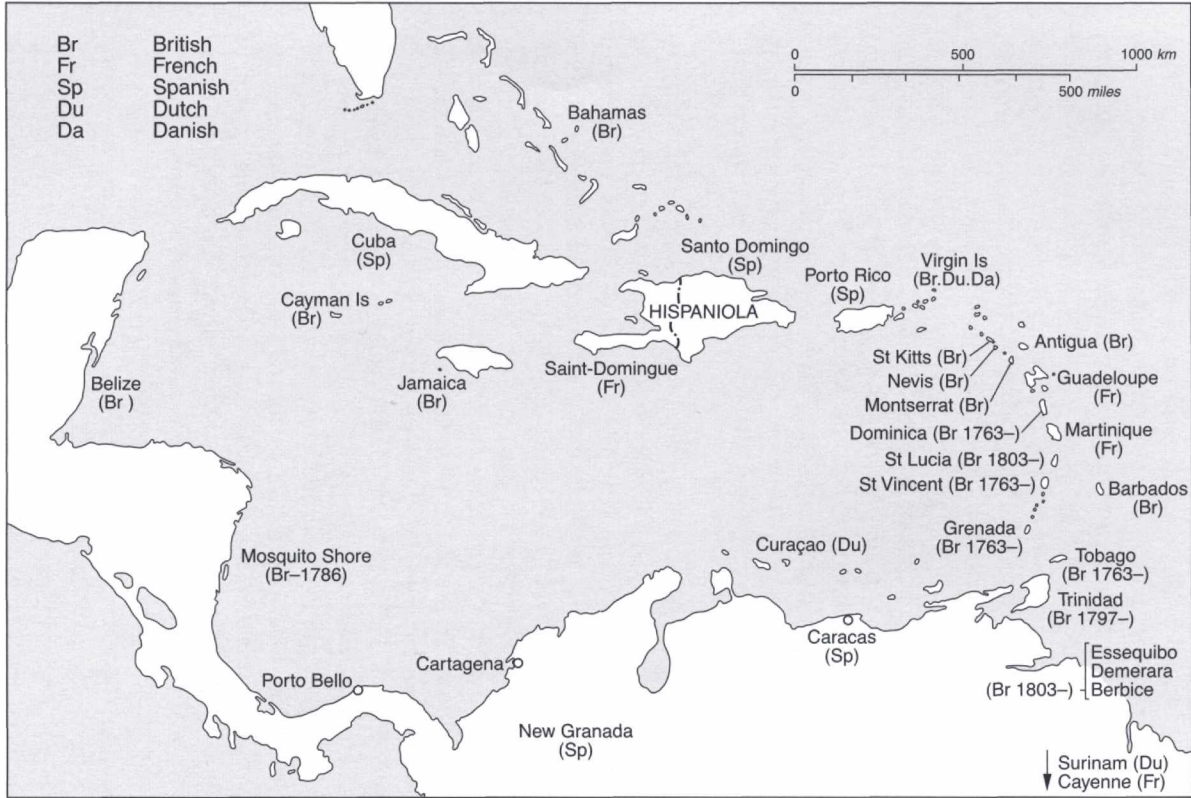 Br British
Fr French
Sp Spanish
Du Dutch
Da Danish
0 500 1000 km
0 500 miles
Bahamas
(Br)
Cuba
(Sp)
Santo Domingo
(Sp)
Porto Rico
(Sp)
Virgin Is
(Br.Du.Da)
Cayman Is
(Br)
HISPANIOLA
Saint-Domingue
(Fr)
Jamaica
(Br)
Belize
(Br )
St Kitts (Br)
Nevis (Br)
Montserrat (Br)
Antigua (Br)
Guadeloupe
(Fr)
Dominica (Br 1763–)
Martinique
(Fr)
St Lucia (Br 1803–)
St Vincent (Br 1763–)
Barbados
(Br)
Grenada
(Br 1763–)
Mosquito Shore
(Br–1786)
Curaçao (Du)
Tobago
(Br 1763–)
Trinidad
(Br 1797–)
Caracas
(Sp)
Cartagena
Porto Bello
New Granada
(Sp)
Essequibo
Demerara
(Br 1803–) Berbice
Surinam (Du)
Cayenne (Fr)